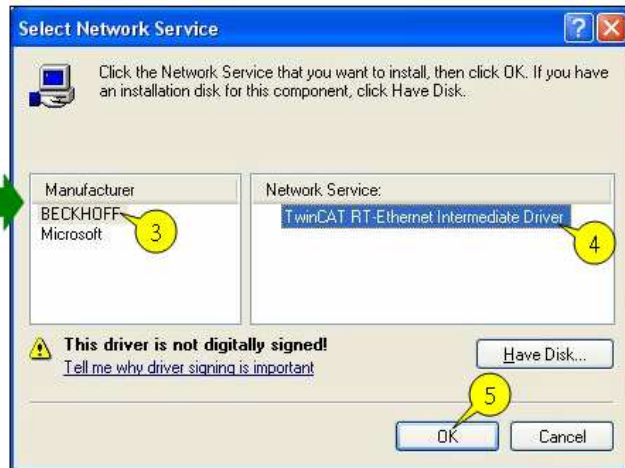 Select Network Service
Click the Network Service that you want to install, then click OK. If you have
an installation disk for this component, click Have Disk.
Manufacturer
BECKHOFF
Microsoft
3
Network Service:
TwinCAT RT-Ethernet Intermediate Driver
4
This driver is not digitally signed!
Tell me why driver signing is important
Have Disk...
5
OK
Cancel